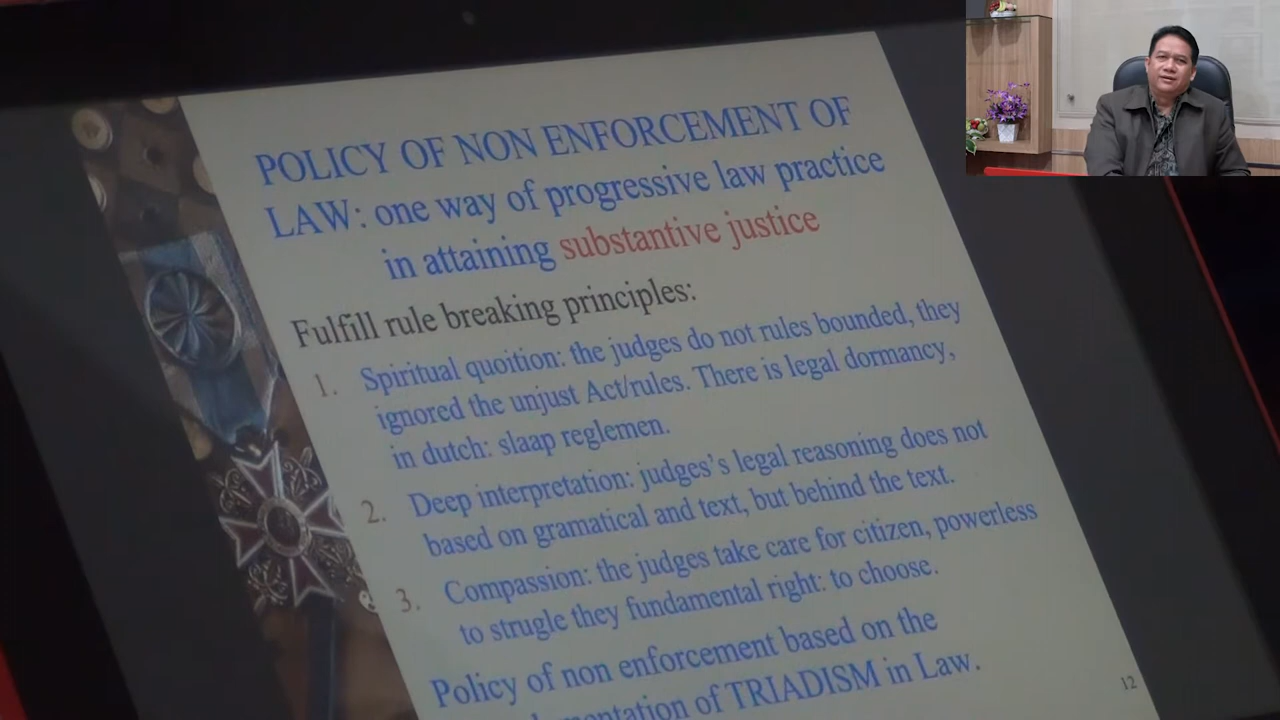 POLICY OF NON ENFORCEMENT OF
LAW: one way of progressive law practice
in attaining substantive justice
Fulfill rule breaking principles:
1. Spiritual quoition: the judges do not rules bounded, they
ignored the unjust Act/rules. There is legal dormancy,
in dutch: slaap reglemen.
2. Deep interpretation: judges's legal reasoning does not
based on gramatical and text, but behind the text.
3. Compassion: the judges take care for citizen, powerless
to strugle they fundamental right: to choose.
Policy of non enforcement based on the
of TRIADISM in Law.
12